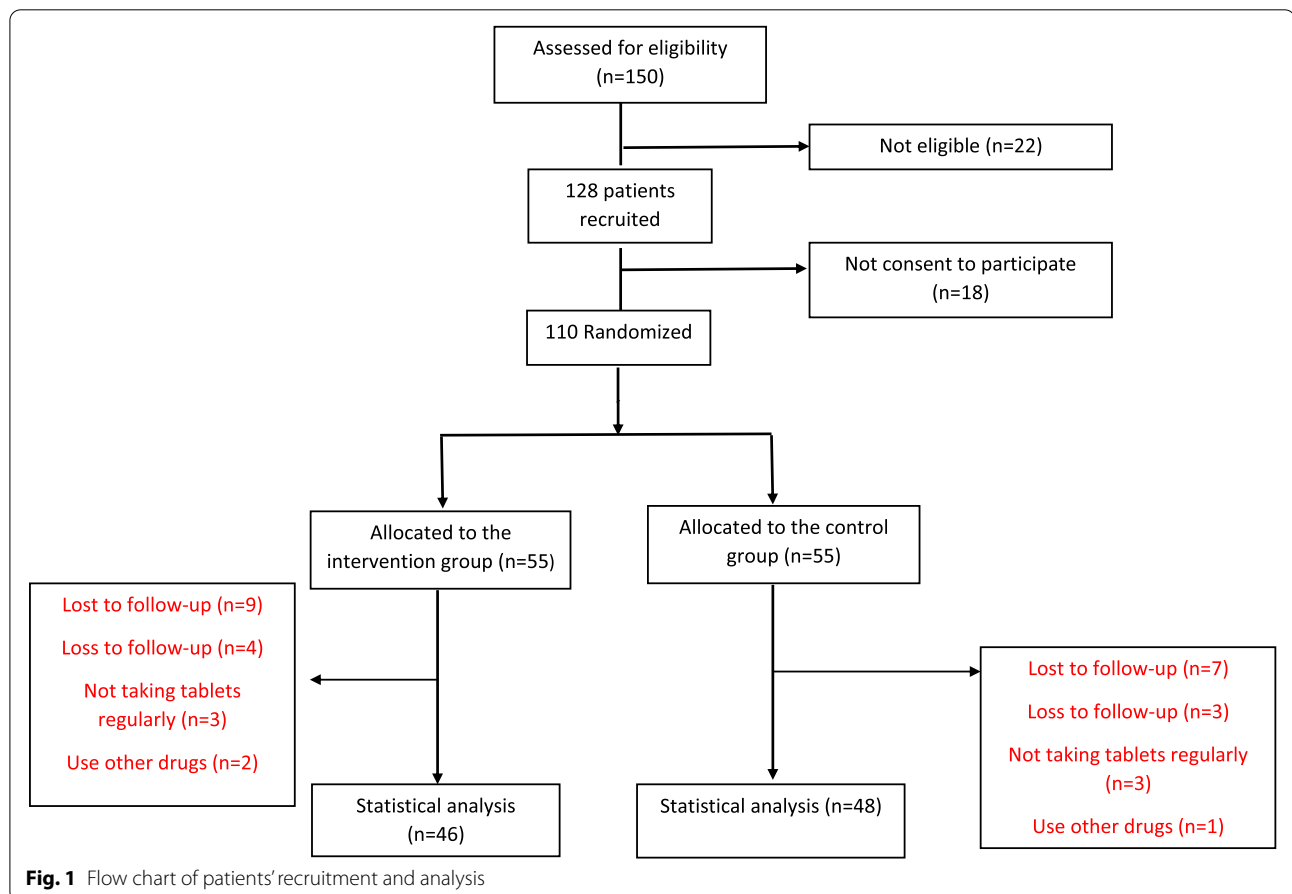 Assessed for eligibility
(n=150)
Not eligible (n=22)
128 patients
recruited
Not consent to participate
(n=18)
110 Randomized
Allocated to the
intervention group (n=55)
Allocated to the control
group (n=55)
Lost to follow-up (n=9)
Loss to follow-up (n=4)
Not taking tablets
regularly (n=3)
Use other drugs (n=2)
Lost to follow-up (n=7)
Loss to follow-up (n=3)
Not taking tablets regularly
(n=3)
Use other drugs (n=1)
Statistical analysis
(n=46)
Statistical analysis (n=48)
Fig. 1 Flow chart of patients’ recruitment and analysis